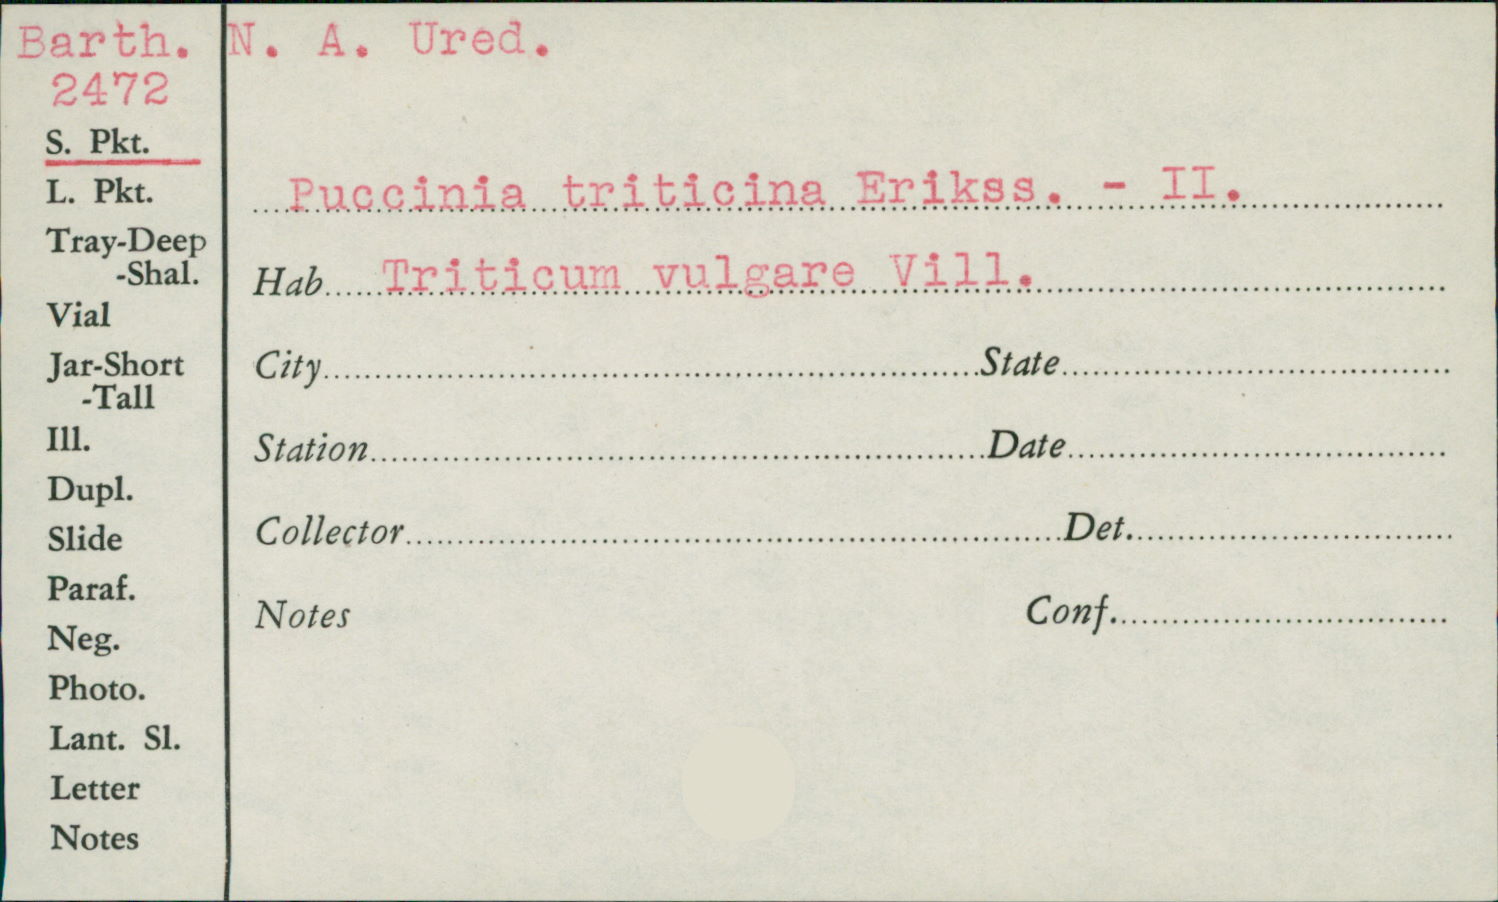 Barth. N. A. Ured.
2472
S. Pkt.
L. Pkt.
Tray-Deep
-Shal.
Vial
Jar-Short
-Tall
Ill.
Dupl.
Slide
Paraf.
Neg.
Photo.
Lant. Sl.
Letter
Notes
Puccinia triticina Erikss. - II.
Hab Triticum vulgare Vill.
City State
Station Date
Collector Det.
Notes Conf.